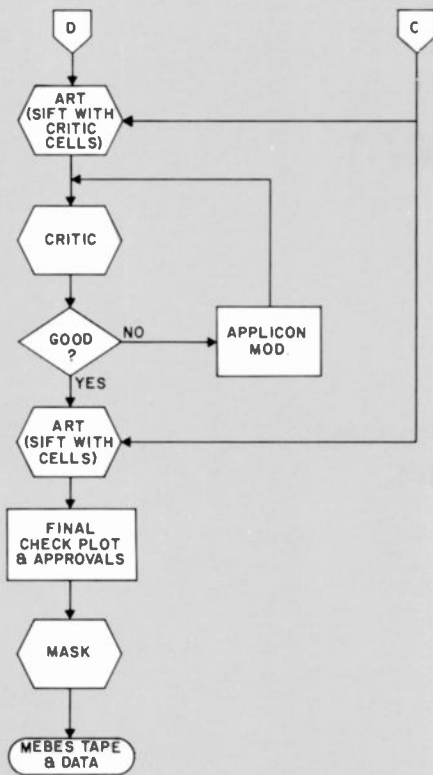 D
C
ART
(SIFT WITH
CRITIC
CELLS)
CRITIC
GOOD
?
NO
APPLICON
MOD.
YES
ART
(SIFT WITH
CELLS)
FINAL
CHECK PLOT
& APPROVALS
MASK
MEBES TAPE
& DATA